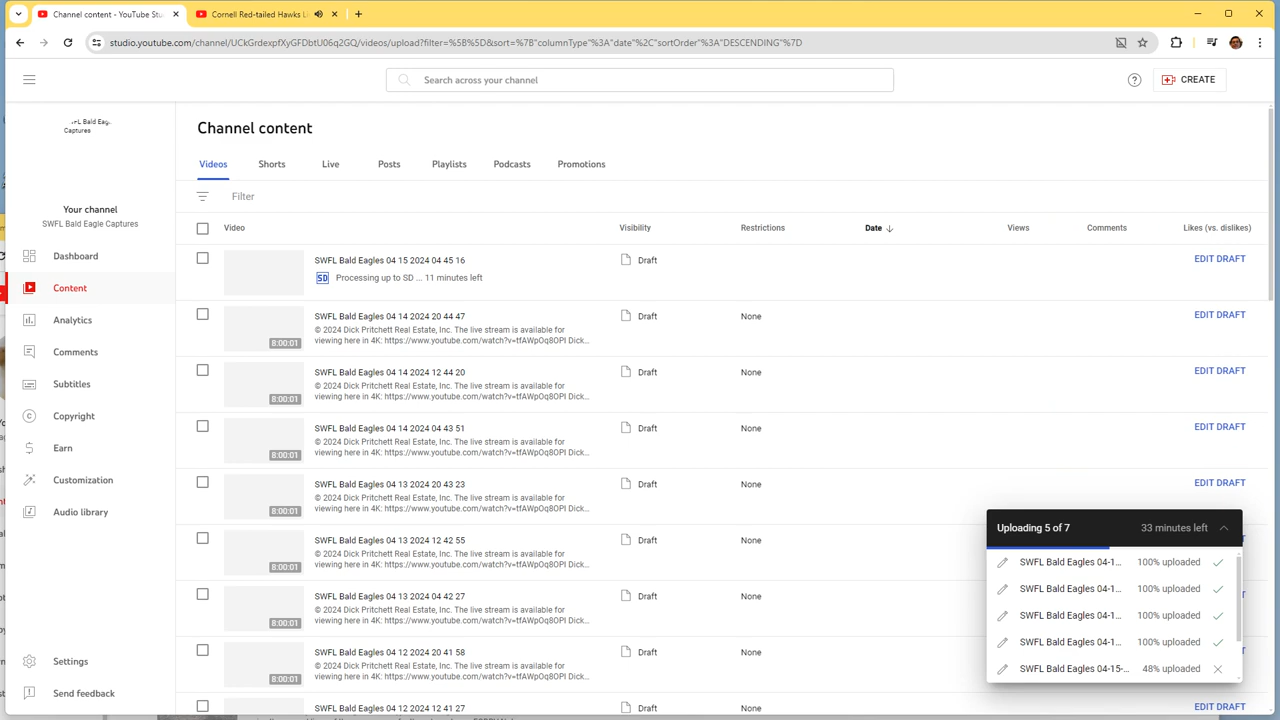 Channel content - YouTube Stu
Cornell Red-tailed Hawks L
studio.youtube.com/channel/UCkGrdexpfXyGFDbtU06q2GQ/videos/upload?filter=%5B%5D&sort=%7B"columnType"%3A"date"%2C"sortOrder"%3A"DESCENDING"%7D
Search across your channel
CREATE
SWFL Bald Eagle
Captures
Your channel
SWFL Bald Eagle Captures
Dashboard
Content
Analytics
Comments
Subtitles
Copyright
Earn
Customization
Audio library
Settings
Send feedback
Channel content
Videos Shorts Live Posts Playlists Podcasts Promotions
Filter
Video Visibility Restrictions Date Views Comments Likes (vs. dislikes)
SWFL Bald Eagles 04 15 2024 04 45 16 Draft EDIT DRAFT
SD Processing up to SD ... 11 minutes left
SWFL Bald Eagles 04 14 2024 20 44 47 Draft None EDIT DRAFT
© 2024 Dick Pritchett Real Estate, Inc. The live stream is available for
8:00:01 viewing here in 4K: https://www.youtube.com/watch?v=tfAWpOq8OPI Dick...
SWFL Bald Eagles 04 14 2024 12 44 20 Draft None EDIT DRAFT
© 2024 Dick Pritchett Real Estate, Inc. The live stream is available for
8:00:01 viewing here in 4K: https://www.youtube.com/watch?v=tfAWpOq8OPI Dick...
SWFL Bald Eagles 04 14 2024 04 43 51 Draft None EDIT DRAFT
© 2024 Dick Pritchett Real Estate, Inc. The live stream is available for
8:00:01 viewing here in 4K: https://www.youtube.com/watch?v=tfAWpOq8OPI Dick...
SWFL Bald Eagles 04 13 2024 20 43 23 Draft None EDIT DRAFT
© 2024 Dick Pritchett Real Estate, Inc. The live stream is available for
8:00:01 viewing here in 4K: https://www.youtube.com/watch?v=tfAWpOq8OPI Dick...
SWFL Bald Eagles 04 13 2024 12 42 55 Draft None
© 2024 Dick Pritchett Real Estate, Inc. The live stream is available for
8:00:01 viewing here in 4K: https://www.youtube.com/watch?v=tfAWpOq8OPI Dick...
SWFL Bald Eagles 04 13 2024 04 42 27 Draft None
© 2024 Dick Pritchett Real Estate, Inc. The live stream is available for
8:00:01 viewing here in 4K: https://www.youtube.com/watch?v=tfAWpOq8OPI Dick...
SWFL Bald Eagles 04 12 2024 20 41 58 Draft None
© 2024 Dick Pritchett Real Estate, Inc. The live stream is available for
8:00:01 viewing here in 4K: https://www.youtube.com/watch?v=tfAWpOq8OPI Dick...
SWFL Bald Eagles 04 12 2024 12 41 27 Draft None EDIT DRAFT
Uploading 5 of 7 33 minutes left
SWFL Bald Eagles 04-1... 100% uploaded
SWFL Bald Eagles 04-1... 100% uploaded
SWFL Bald Eagles 04-1... 100% uploaded
SWFL Bald Eagles 04-1... 100% uploaded
SWFL Bald Eagles 04-15-... 48% uploaded